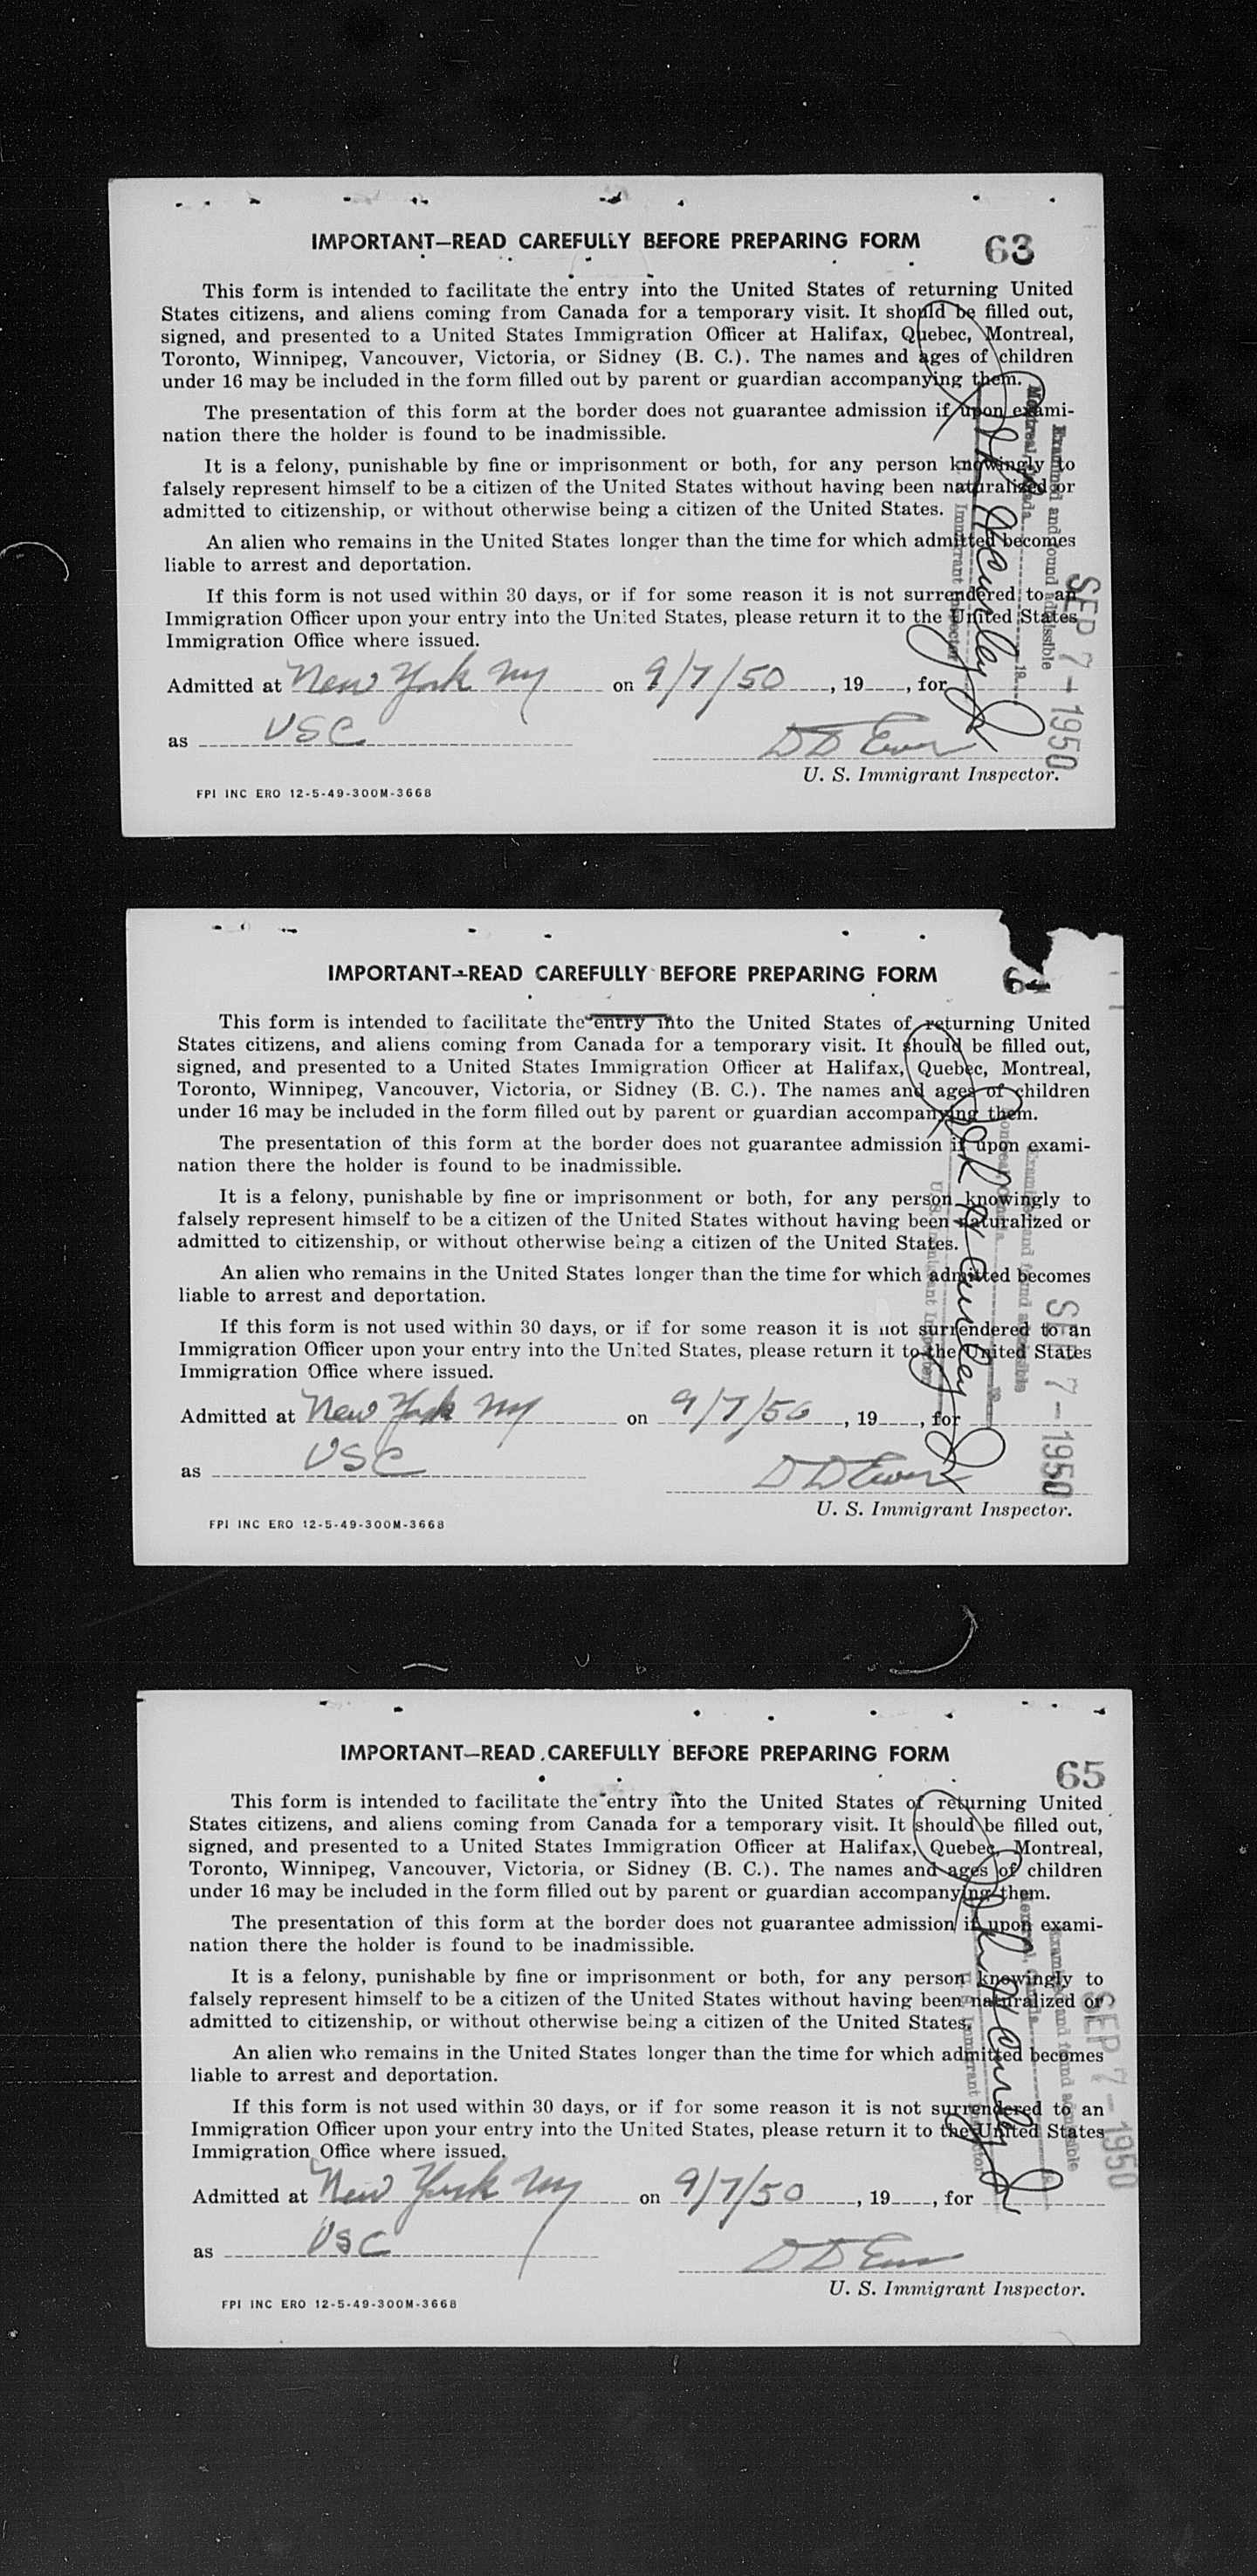 IMPORTANT—READ CAREFULLY BEFORE PREPARING FORM
63
This form is intended to facilitate the entry into the United States of returning United
States citizens, and aliens coming from Canada for a temporary visit. It should be filled out,
signed, and presented to a United States Immigration Officer at Halifax, Quebec, Montreal,
Toronto, Winnipeg, Vancouver, Victoria, or Sidney (B. C.). The names and ages of children
under 16 may be included in the form filled out by parent or guardian accompanying them.
The presentation of this form at the border does not guarantee admission if upon exami-
nation there the holder is found to be inadmissible.
It is a felony, punishable by fine or imprisonment or both, for any person knowingly to
falsely represent himself to be a citizen of the United States without having been naturalized or
admitted to citizenship, or without otherwise being a citizen of the United States.
An alien who remains in the United States longer than the time for which admitted becomes
liable to arrest and deportation.
If this form is not used within 30 days, or if for some reason it is not surrendered to an
Immigration Officer upon your entry into the United States, please return it to the United States
Immigration Office where issued.
Admitted at New York NY on 9/7/50, 19, for
as USC
U. S. Immigrant Inspector.
FPI INC ERO 12-5-49-300M-3668
Examined and found admissible
Montreal, Canada
Immigrant Inspector
SEP 7 - 1950
IMPORTANT—READ CAREFULLY BEFORE PREPARING FORM
This form is intended to facilitate the entry into the United States of returning United
States citizens, and aliens coming from Canada for a temporary visit. It should be filled out,
signed, and presented to a United States Immigration Officer at Halifax, Quebec, Montreal,
Toronto, Winnipeg, Vancouver, Victoria, or Sidney (B. C.). The names and ages of children
under 16 may be included in the form filled out by parent or guardian accompanying them.
The presentation of this form at the border does not guarantee admission if upon exami-
nation there the holder is found to be inadmissible.
It is a felony, punishable by fine or imprisonment or both, for any person knowingly to
falsely represent himself to be a citizen of the United States without having been naturalized or
admitted to citizenship, or without otherwise being a citizen of the United States.
An alien who remains in the United States longer than the time for which admitted becomes
liable to arrest and deportation.
If this form is not used within 30 days, or if for some reason it is not surrendered to an
Immigration Officer upon your entry into the United States, please return it to the United States
Immigration Office where issued.
Admitted at New York NY on 9/7/50, 19, for
as USC
U. S. Immigrant Inspector.
FPI INC ERO 12-5-49-300M-3668
Examined and found admissible
SEP 7 - 1950
IMPORTANT—READ CAREFULLY BEFORE PREPARING FORM
65
This form is intended to facilitate the entry into the United States of returning United
States citizens, and aliens coming from Canada for a temporary visit. It should be filled out,
signed, and presented to a United States Immigration Officer at Halifax, Quebec, Montreal,
Toronto, Winnipeg, Vancouver, Victoria, or Sidney (B. C.). The names and ages of children
under 16 may be included in the form filled out by parent or guardian accompanying them.
The presentation of this form at the border does not guarantee admission if upon exami-
nation there the holder is found to be inadmissible.
It is a felony, punishable by fine or imprisonment or both, for any person knowingly to
falsely represent himself to be a citizen of the United States without having been naturalized or
admitted to citizenship, or without otherwise being a citizen of the United States.
An alien who remains in the United States longer than the time for which admitted becomes
liable to arrest and deportation.
If this form is not used within 30 days, or if for some reason it is not surrendered to an
Immigration Officer upon your entry into the United States, please return it to the United States
Immigration Office where issued.
Admitted at New York NY on 9/7/50, 19, for
as USC
U. S. Immigrant Inspector.
FPI INC ERO 12-5-49-300M-3668
Examined and found admissible
SEP 7 - 1950